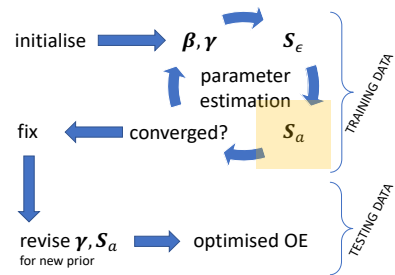 initialise
β, γ
S_ϵ
parameter
estimation
TRAINING DATA
fix
converged?
S_a
revise γ, S_a
for new prior
optimised OE
TESTING DATA